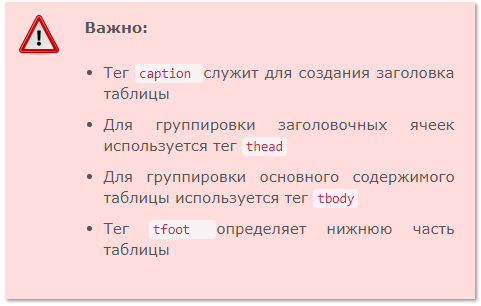 Важно:
• Тег caption служит для создания заголовка
таблицы
• Для группировки заголовочных ячеек
используется тег thead
• Для группировки основного содержимого
таблицы используется тег tbody
• Тег tfoot определяет нижнюю часть
таблицы